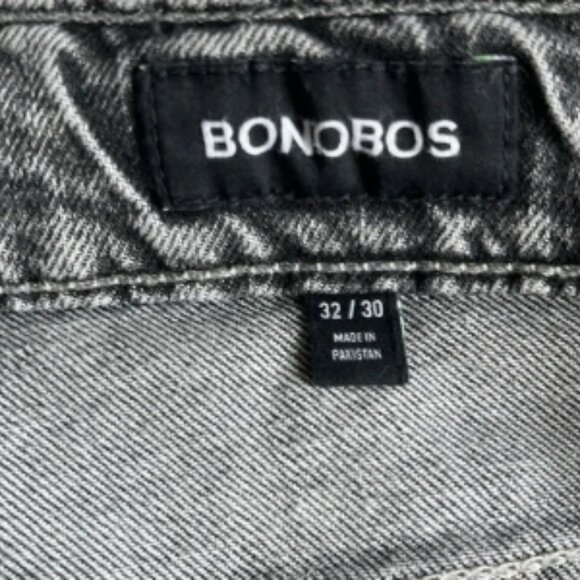 BONOBOS
32 / 30
MADE IN
PAKISTAN